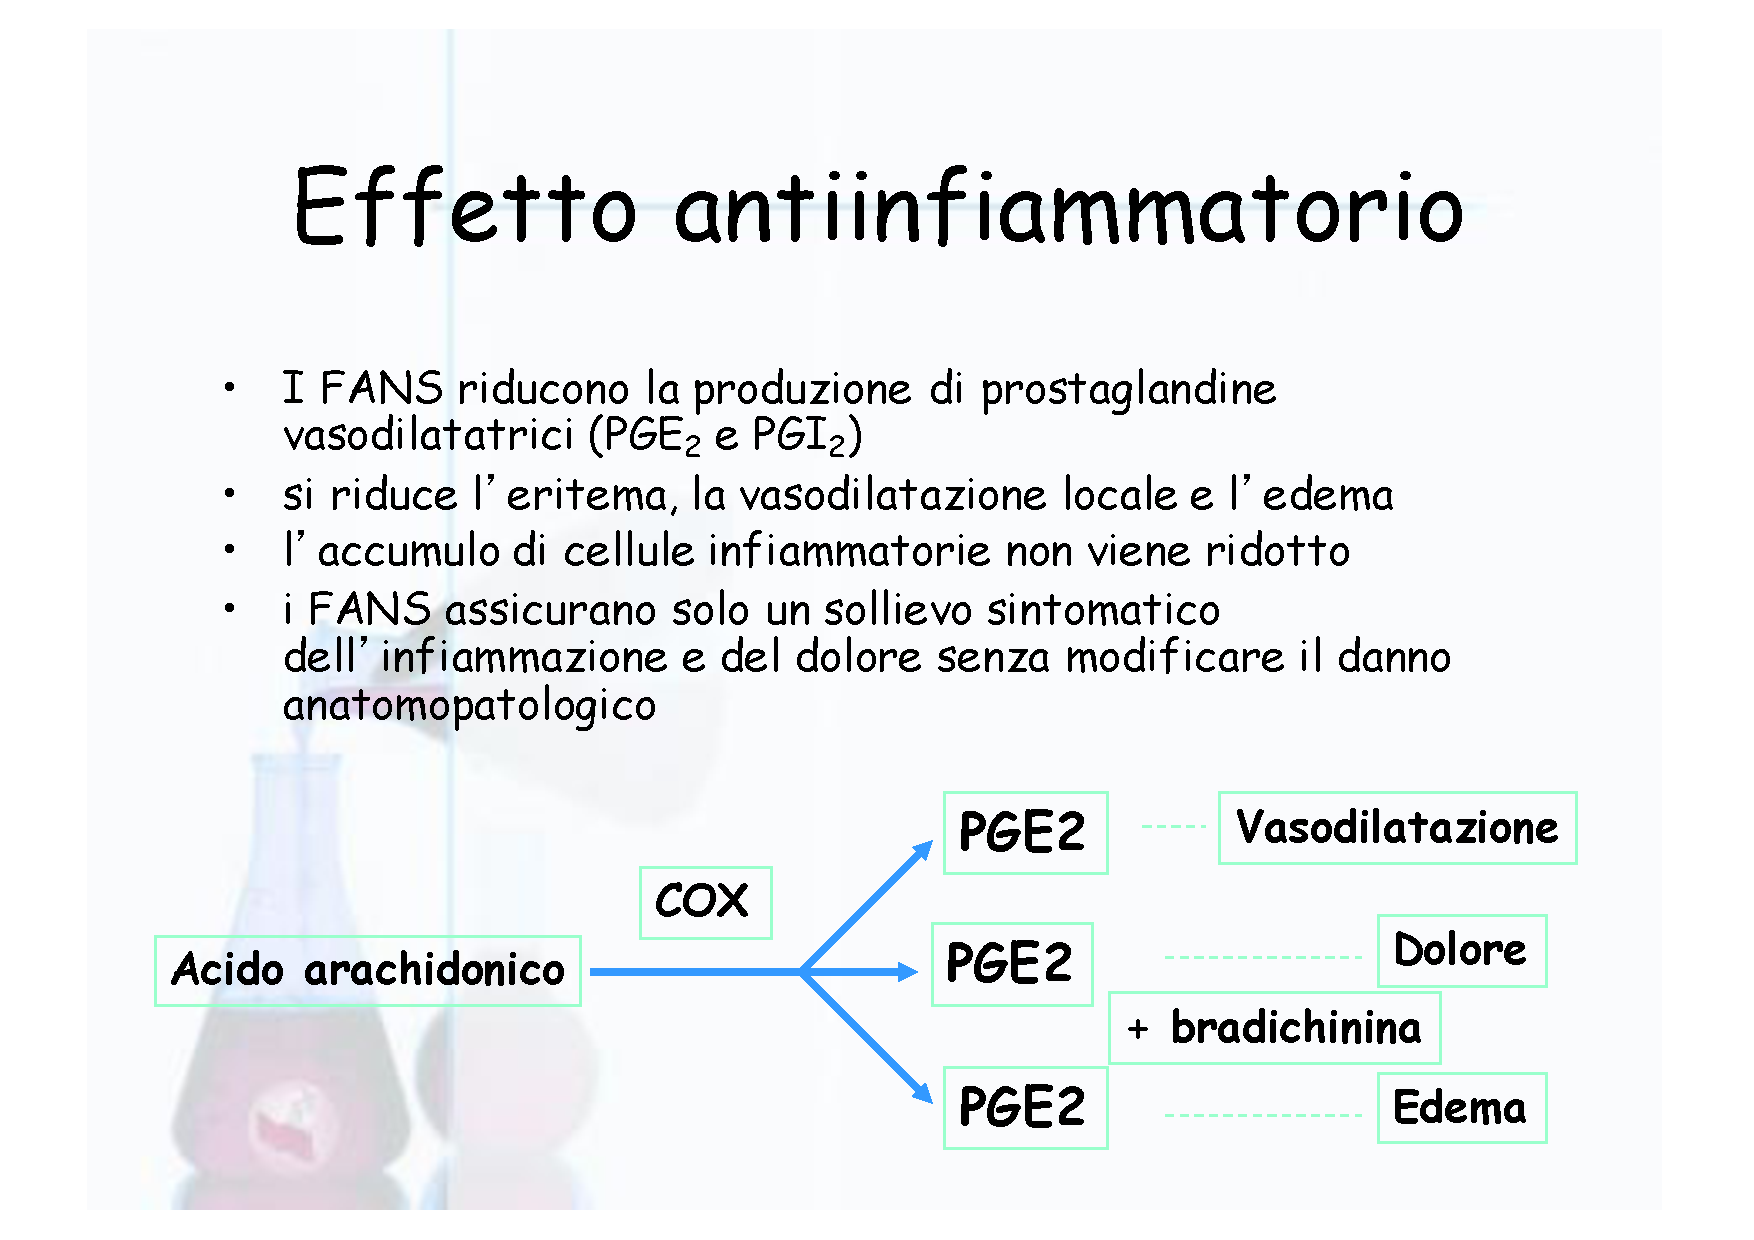 Effetto antiinfiammatorio
• I FANS riducono la produzione di prostaglandine
vasodilatatrici (PGE₂ e PGI₂)
• si riduce l’eritema, la vasodilatazione locale e l’edema
• l’accumulo di cellule infiammatorie non viene ridotto
• i FANS assicurano solo un sollievo sintomatico
dell’infiammazione e del dolore senza modificare il danno
anatomopatologico
PGE2
Vasodilatazione
COX
Acido arachidonico
PGE2
Dolore
+ bradichinina
PGE2
Edema